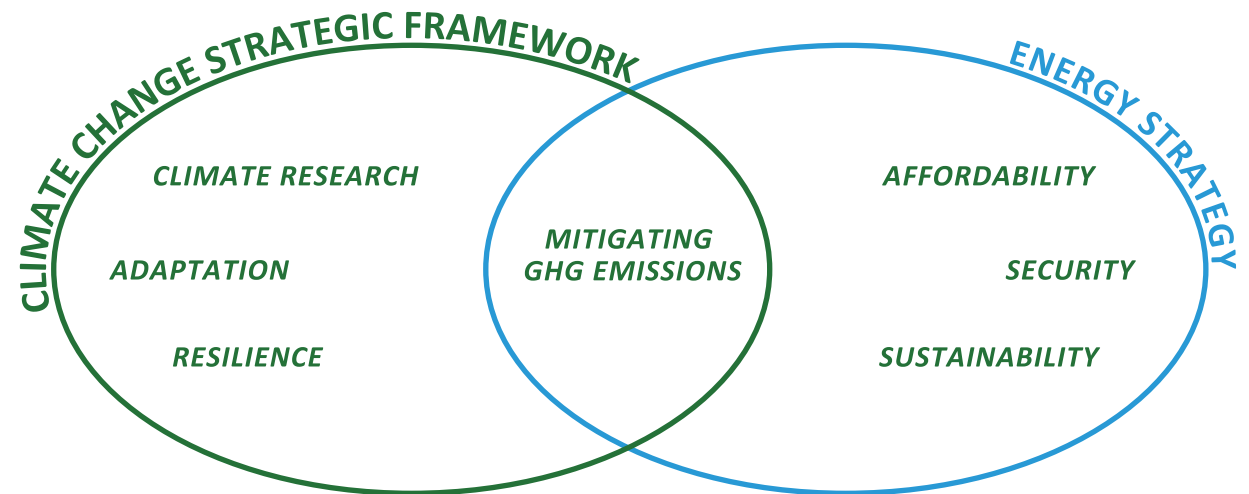 CLIMATE CHANGE STRATEGIC FRAMEWORK
ENERGY STRATEGY
CLIMATE RESEARCH
ADAPTATION
RESILIENCE
MITIGATING
GHG EMISSIONS
AFFORDABILITY
SECURITY
SUSTAINABILITY